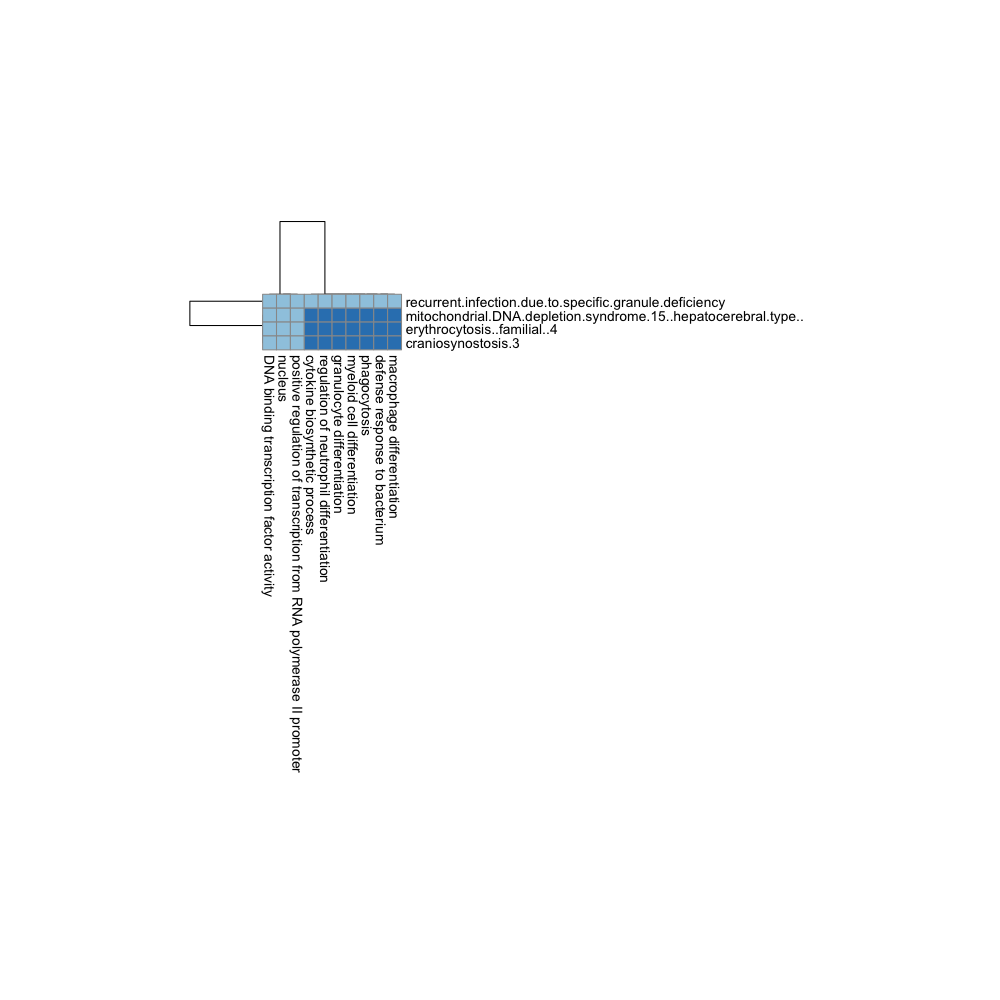 recurrent.infection.due.to.specific.granule.deficiency
mitochondrial.DNA.depletion.syndrome.15..hepatocerebral.type..
erythrocytosis..familial..4
craniosynostosis.3
DNA binding transcription factor activity
nucleus
positive regulation of transcription from RNA polymerase II promoter
cytokine biosynthetic process
regulation of neutrophil differentiation
granulocyte differentiation
myeloid cell differentiation
phagocytosis
defense response to bacterium
macrophage differentiation